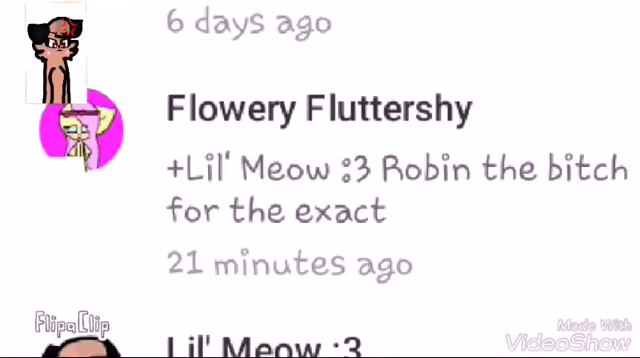 6 days ago
Flowery Fluttershy
+Lil' Meow :3 Robin the bitch
for the exact
21 minutes ago
FlipaClip
Made With
VideoShow
Lil' Meow :3